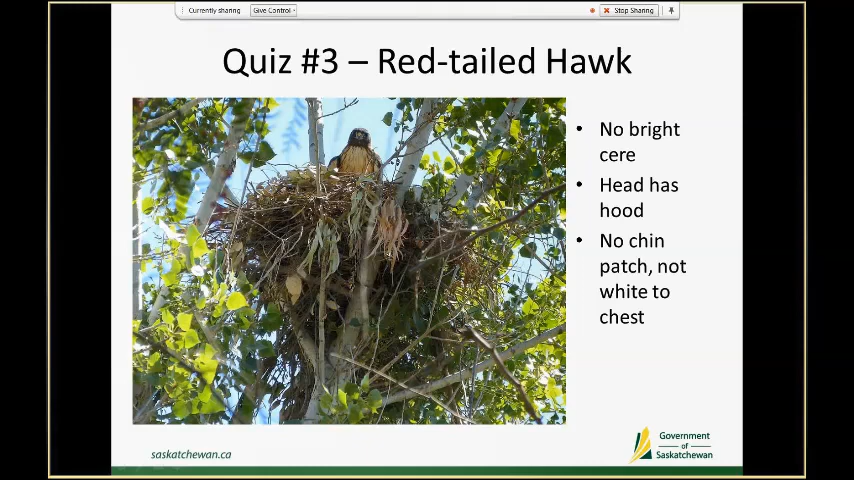 Currently sharing
Give Control
Stop Sharing
Quiz #3 – Red-tailed Hawk
• No bright
cere
• Head has
hood
• No chin
patch, not
white to
chest
saskatchewan.ca
Government
of
Saskatchewan